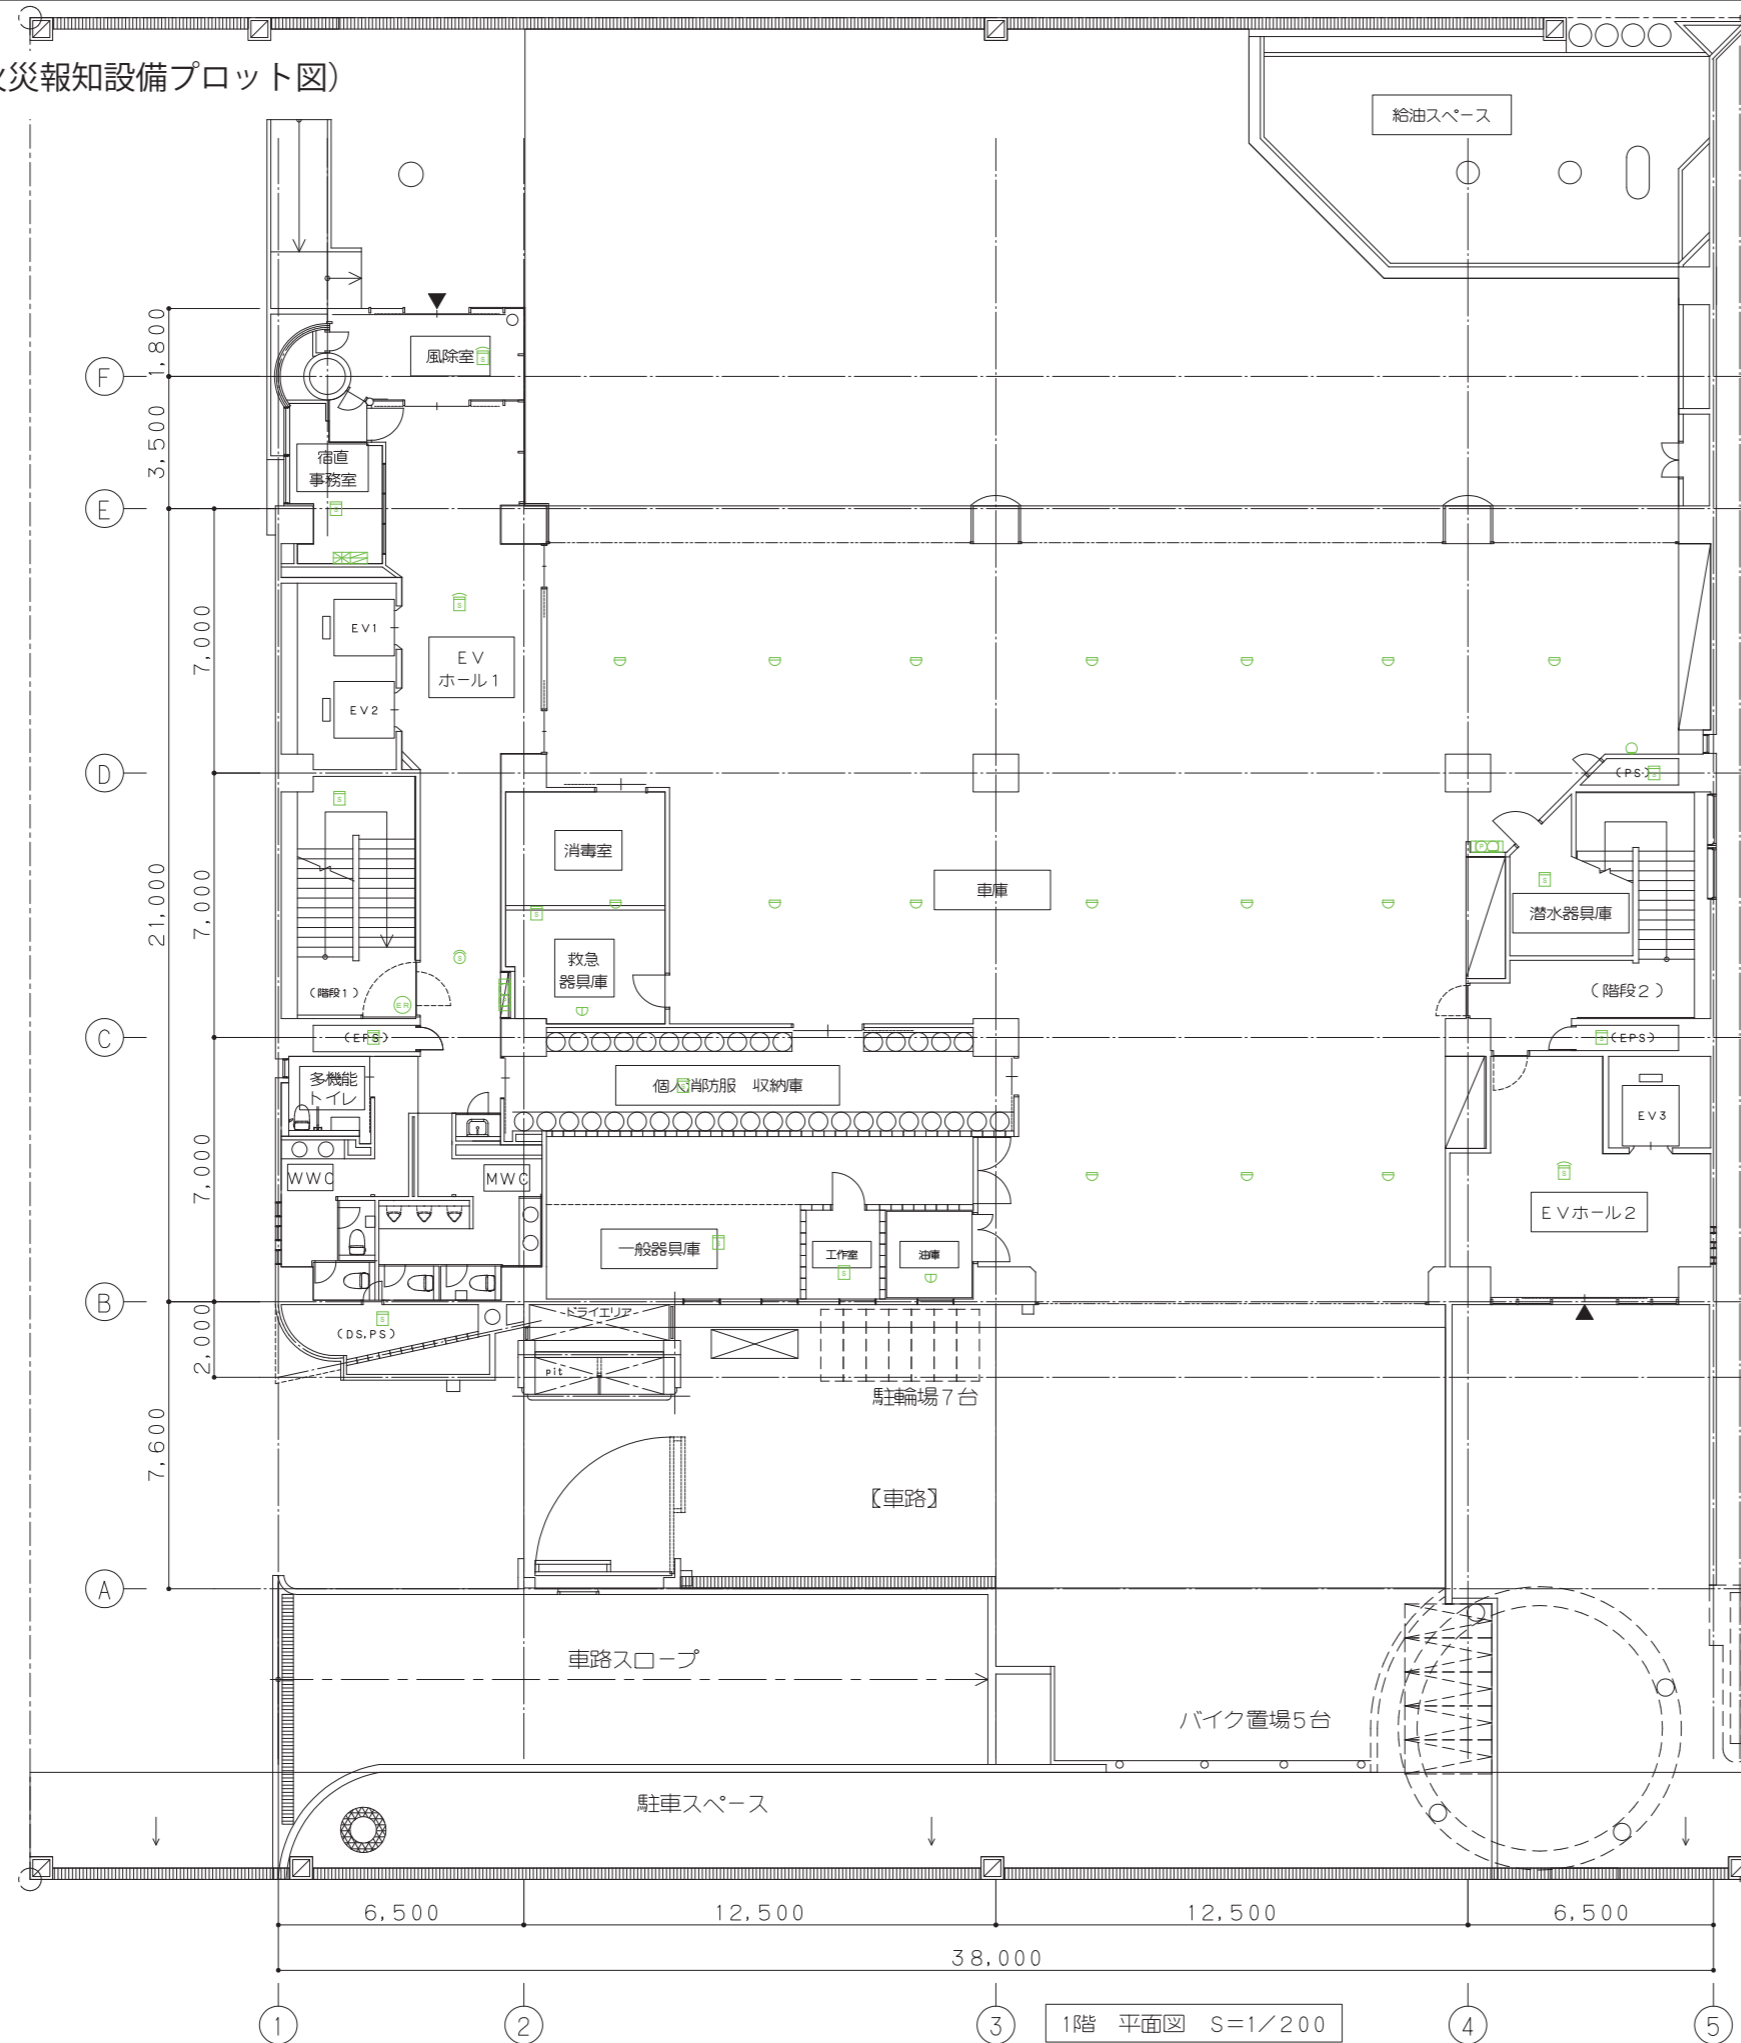 火災報知設備プロット図）
給油スペース
1,800
風除室
F
3,500
宿直
事務室
E
7,000
EV1
EV
ホール1
EV2
D
(PS)
消毒室
21,000
7,000
車庫
潜水器具庫
救急
器具庫
(階段1)
ER
(階段2)
C
(EPS)
(EPS)
多機能
トイレ
個人消防服 収納庫
EV3
7,000
WWC
MWC
EVホール2
一般器具庫
工作室
油庫
B
2,000
(DS,PS)
ドライエリア
pit
駐輪場7台
7,600
【車路】
A
車路スロープ
バイク置場5台
駐車スペース
6,500
12,500
12,500
6,500
38,000
1
2
3
1階 平面図 S=1/200
4
5